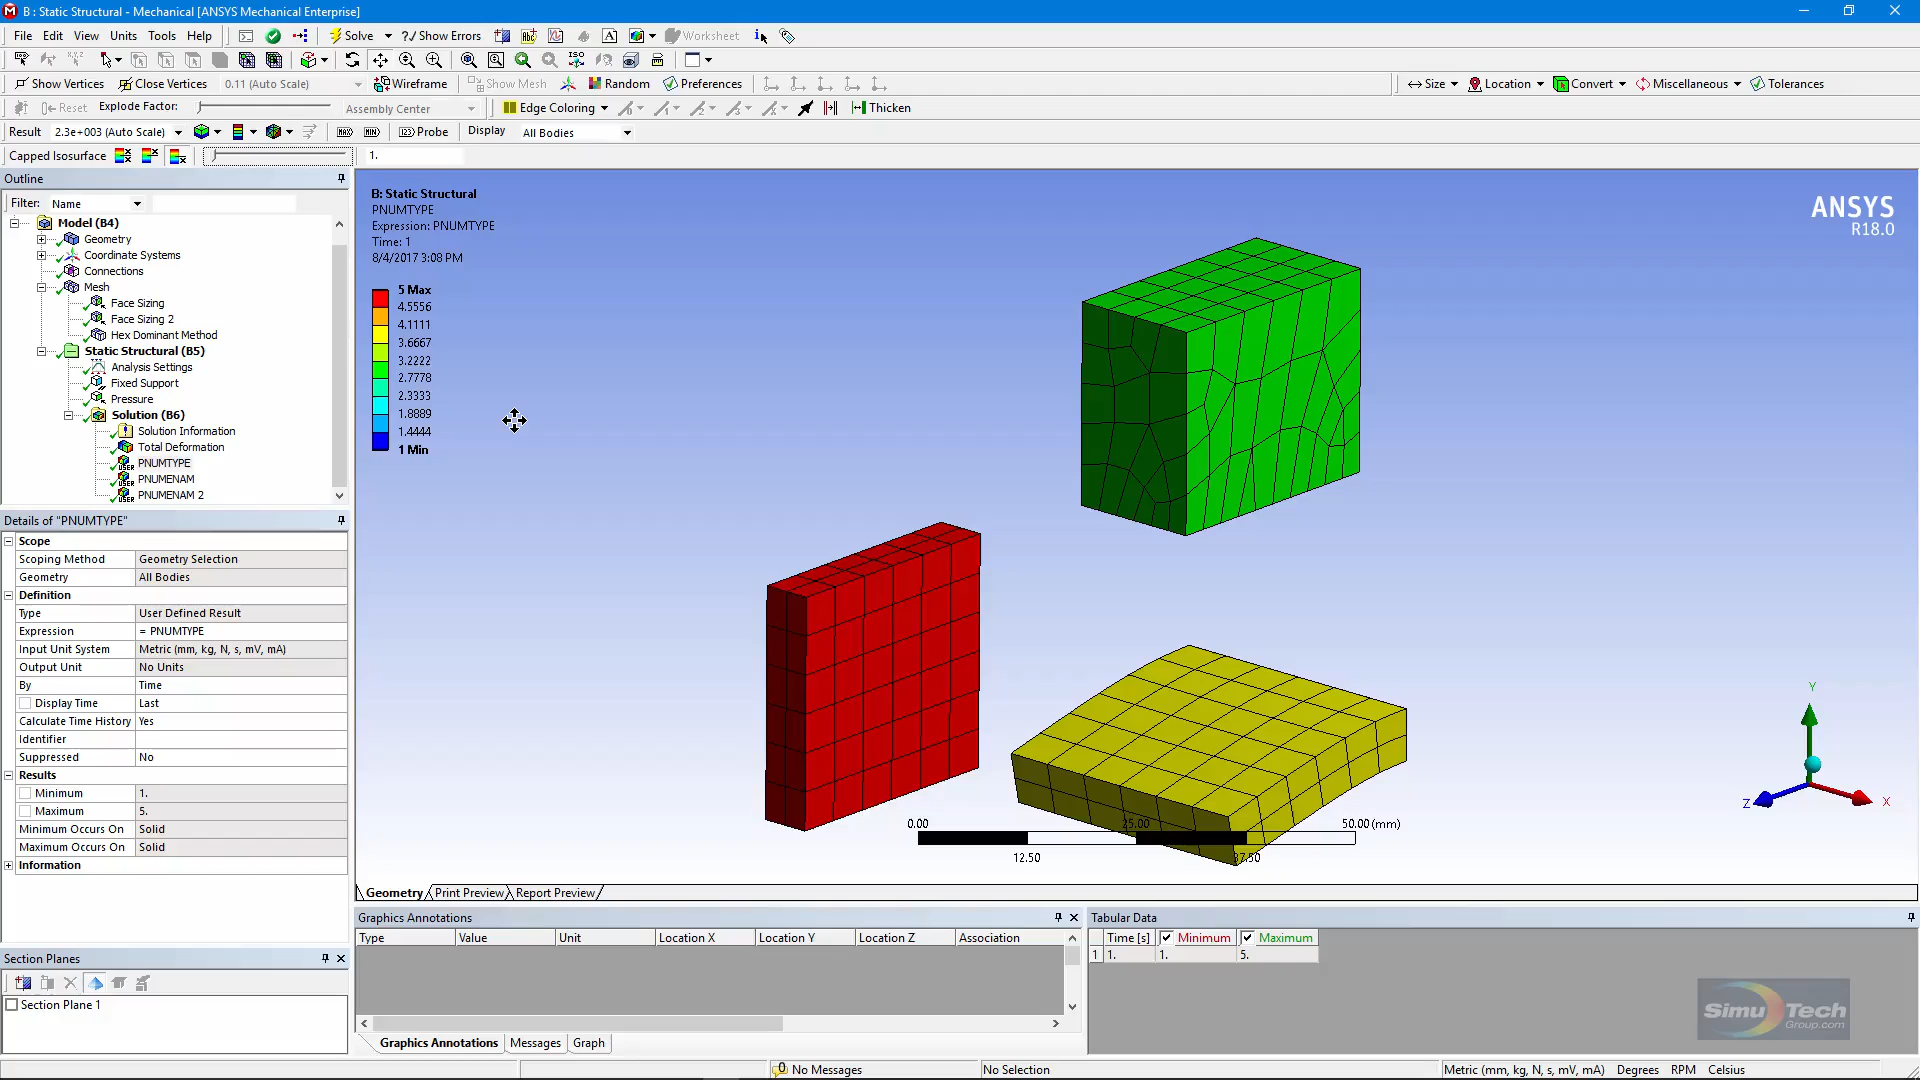 B : Static Structural - Mechanical [ANSYS Mechanical Enterprise]
File Edit View Units Tools Help Solve ?/ Show Errors Worksheet
Show Vertices Close Vertices 0.11 (Auto Scale) Wireframe Show Mesh Random Preferences Size Location Convert Miscellaneous Tolerances
Reset Explode Factor: Assembly Center Edge Coloring Thicken
Result 2.3e+003 (Auto Scale) MAX MIN 123 Probe Display All Bodies
Capped Isosurface 1.
Outline
Filter: Name
Model (B4)
Geometry
Coordinate Systems
Connections
Mesh
Face Sizing
Face Sizing 2
Hex Dominant Method
Static Structural (B5)
Analysis Settings
Fixed Support
Pressure
Solution (B6)
Solution Information
Total Deformation
PNUMTYPE
PNUMENAM
PNUMENAM 2
Details of "PNUMTYPE"
Scope
Scoping Method Geometry Selection
Geometry All Bodies
Definition
Type User Defined Result
Expression = PNUMTYPE
Input Unit System Metric (mm, kg, N, s, mV, mA)
Output Unit No Units
By Time
Display Time Last
Calculate Time History Yes
Identifier
Suppressed No
Results
Minimum 1.
Maximum 5.
Minimum Occurs On Solid
Maximum Occurs On Solid
Information
Section Planes
Section Plane 1
B: Static Structural
PNUMTYPE
Expression: PNUMTYPE
Time: 1
8/4/2017 3:08 PM
5 Max
4.5556
4.1111
3.6667
3.2222
2.7778
2.3333
1.8889
1.4444
1 Min
ANSYS
R18.0
Y
Z X
0.00 25.00 50.00 (mm)
12.50 37.50
Geometry Print Preview Report Preview
Graphics Annotations
Type Value Unit Location X Location Y Location Z Association
Graphics Annotations Messages Graph
Tabular Data
Time [s] Minimum Maximum
1 1. 1. 5.
SimuTech
Group.com
0 No Messages No Selection Metric (mm, kg, N, s, mV, mA) Degrees RPM Celsius